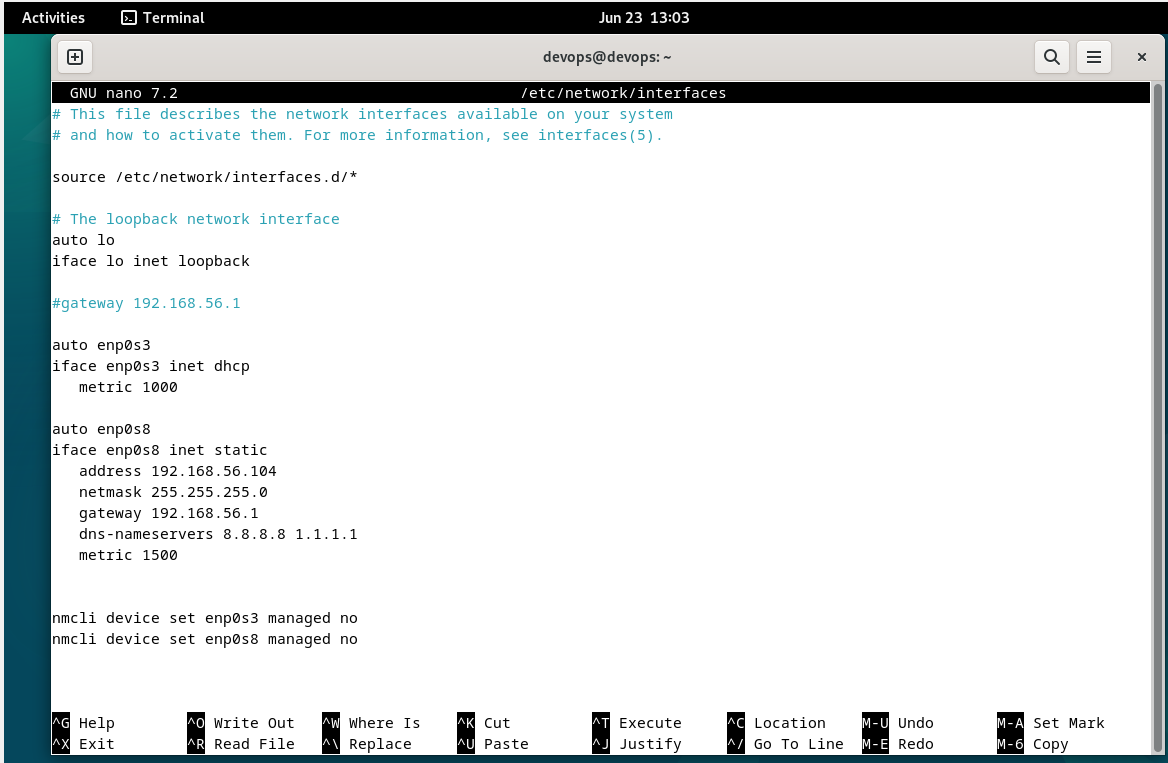 Activities Terminal Jun 23 13:03
devops@devops: ~
GNU nano 7.2 /etc/network/interfaces
# This file describes the network interfaces available on your system
# and how to activate them. For more information, see interfaces(5).
source /etc/network/interfaces.d/*
# The loopback network interface
auto lo
iface lo inet loopback
#gateway 192.168.56.1
auto enp0s3
iface enp0s3 inet dhcp
   metric 1000
auto enp0s8
iface enp0s8 inet static
   address 192.168.56.104
   netmask 255.255.255.0
   gateway 192.168.56.1
   dns-nameservers 8.8.8.8 1.1.1.1
   metric 1500
nmcli device set enp0s3 managed no
nmcli device set enp0s8 managed no
^G Help ^O Write Out ^W Where Is ^K Cut ^T Execute ^C Location M-U Undo M-A Set Mark
^X Exit ^R Read File ^\ Replace ^U Paste ^J Justify ^/ Go To Line M-E Redo M-6 Copy